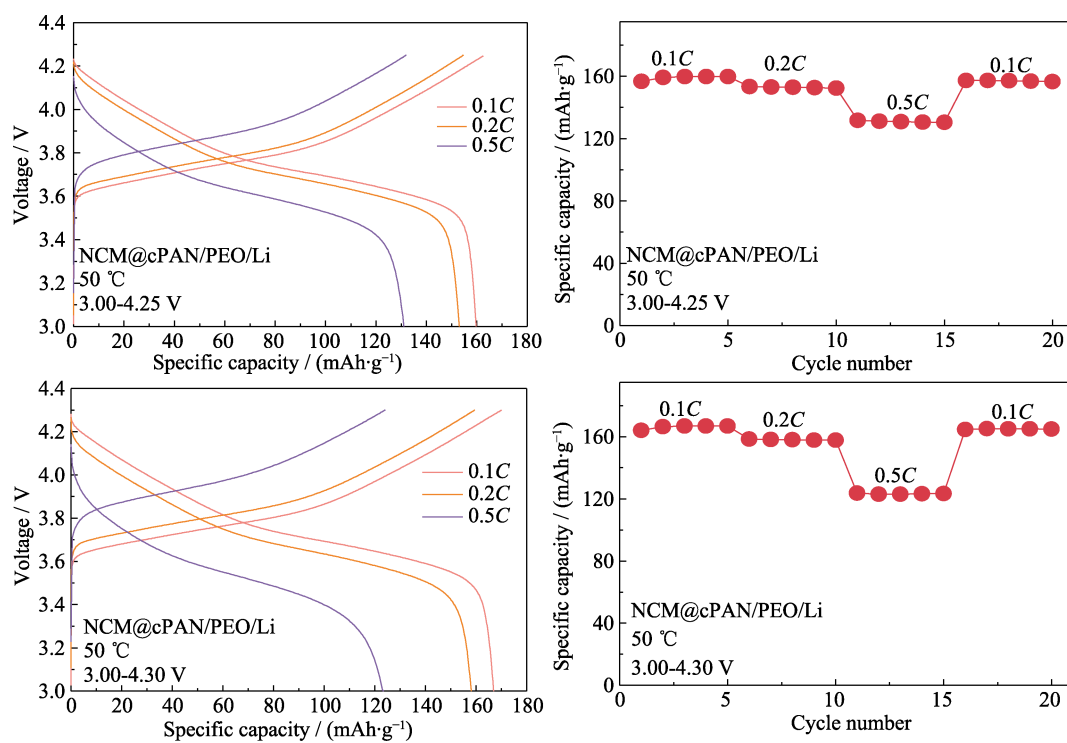 4.4
4.2
4.0
3.8
3.6
3.4
3.2
3.0
Voltage / V
0.1C
0.2C
0.5C
NCM@cPAN/PEO/Li
50 ℃
3.00-4.25 V
0 20 40 60 80 100 120 140 160 180
Specific capacity / (mAh·g⁻¹)
160
120
80
40
0
Specific capacity / (mAh·g⁻¹)
0.1C
0.2C
0.5C
0.1C
NCM@cPAN/PEO/Li
50 ℃
3.00-4.25 V
0 5 10 15 20
Cycle number
4.4
4.2
4.0
3.8
3.6
3.4
3.2
3.0
Voltage / V
0.1C
0.2C
0.5C
NCM@cPAN/PEO/Li
50 ℃
3.00-4.30 V
0 20 40 60 80 100 120 140 160 180
Specific capacity / (mAh·g⁻¹)
160
120
80
40
0
Specific capacity / (mAh·g⁻¹)
0.1C
0.2C
0.5C
0.1C
NCM@cPAN/PEO/Li
50 ℃
3.00-4.30 V
0 5 10 15 20
Cycle number